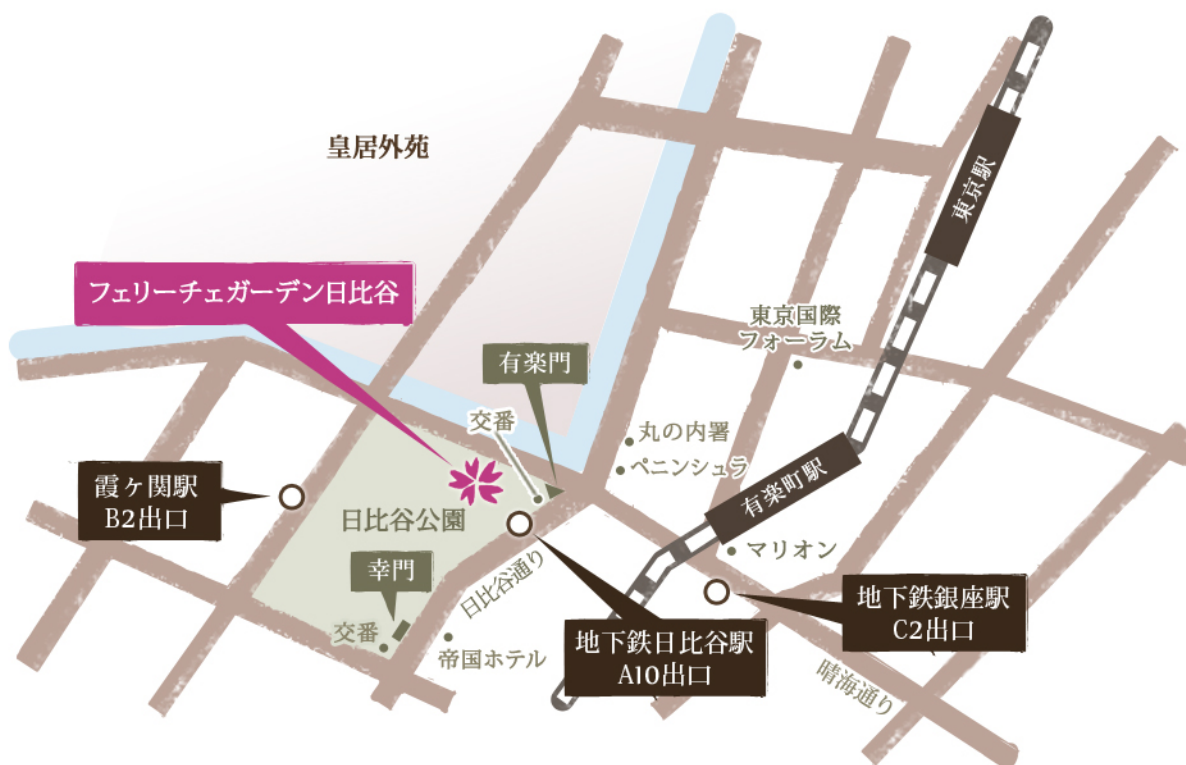 皇居外苑
東京駅
フェリーチェガーデン日比谷
東京国際
フォーラム
有楽門
交番
丸の内署
ペニンシュラ
霞ヶ関駅
B2出口
有楽町駅
日比谷公園
マリオン
幸門
日比谷通り
地下鉄銀座駅
C2出口
交番
帝国ホテル
地下鉄日比谷駅
A10出口
晴海通り